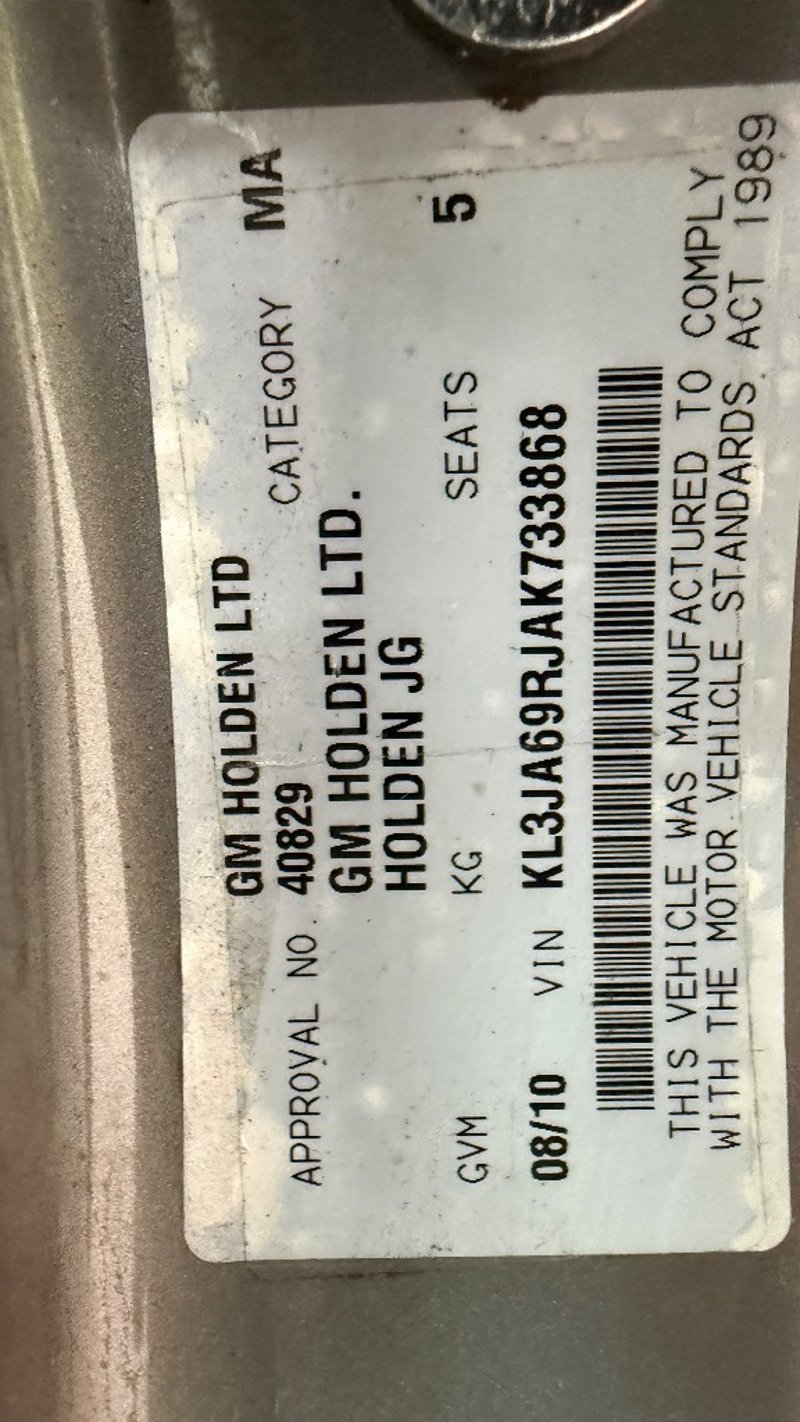 GM HOLDEN LTD
APPROVAL NO. 40829 CATEGORY MA
GM HOLDEN LTD.
HOLDEN JG
GVM KG SEATS 5
08/10 VIN KL3JA69RJAK733868
THIS VEHICLE WAS MANUFACTURED TO COMPLY
WITH THE MOTOR VEHICLE STANDARDS ACT 1989